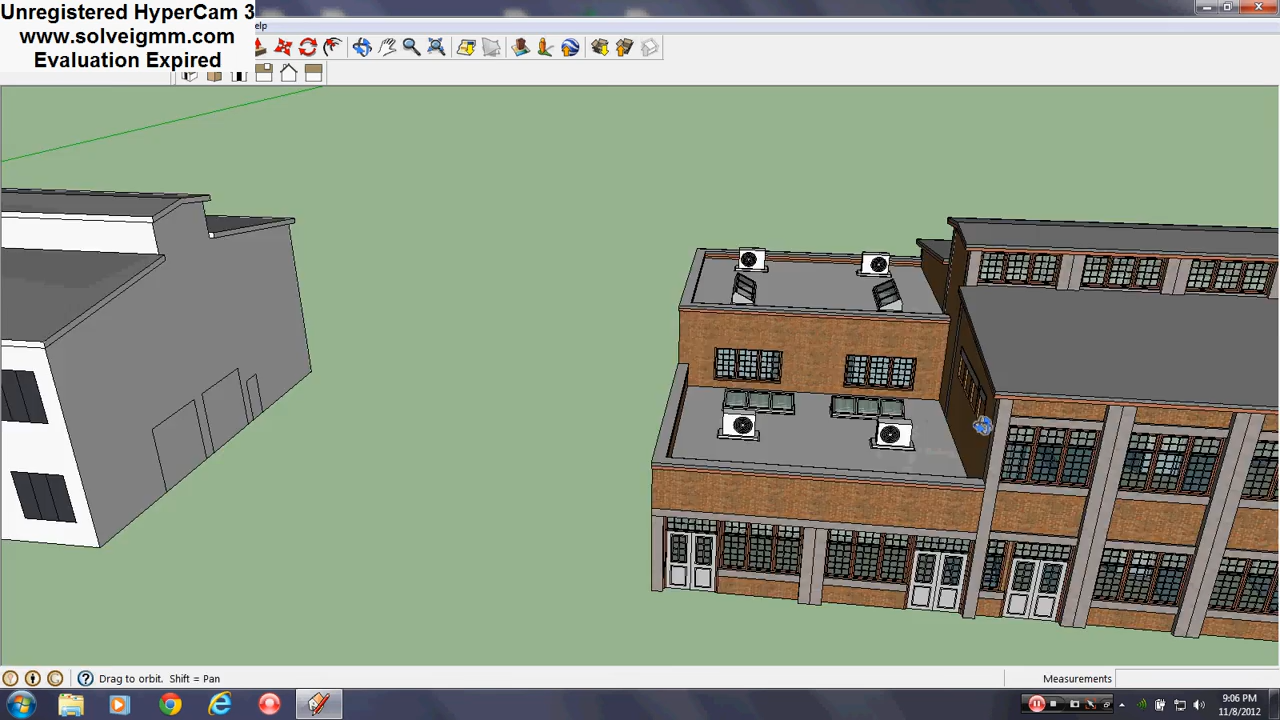 Unregistered HyperCam 3
www.solveigmm.com
Evaluation Expired
elp
Drag to orbit. Shift = Pan
Measurements
9:06 PM
11/8/2012